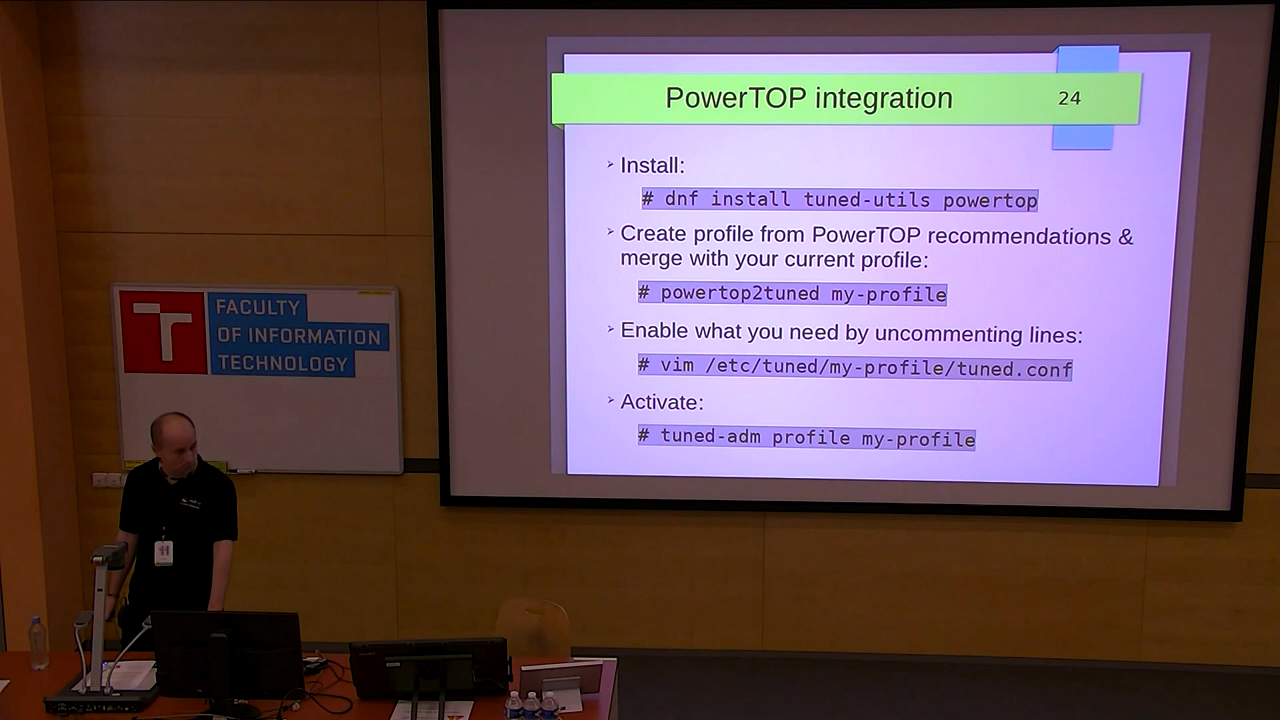 PowerTOP integration
24
Install:
# dnf install tuned-utils powertop
Create profile from PowerTOP recommendations &
merge with your current profile:
# powertop2tuned my-profile
Enable what you need by uncommenting lines:
# vim /etc/tuned/my-profile/tuned.conf
Activate:
# tuned-adm profile my-profile
FACULTY
OF INFORMATION
TECHNOLOGY